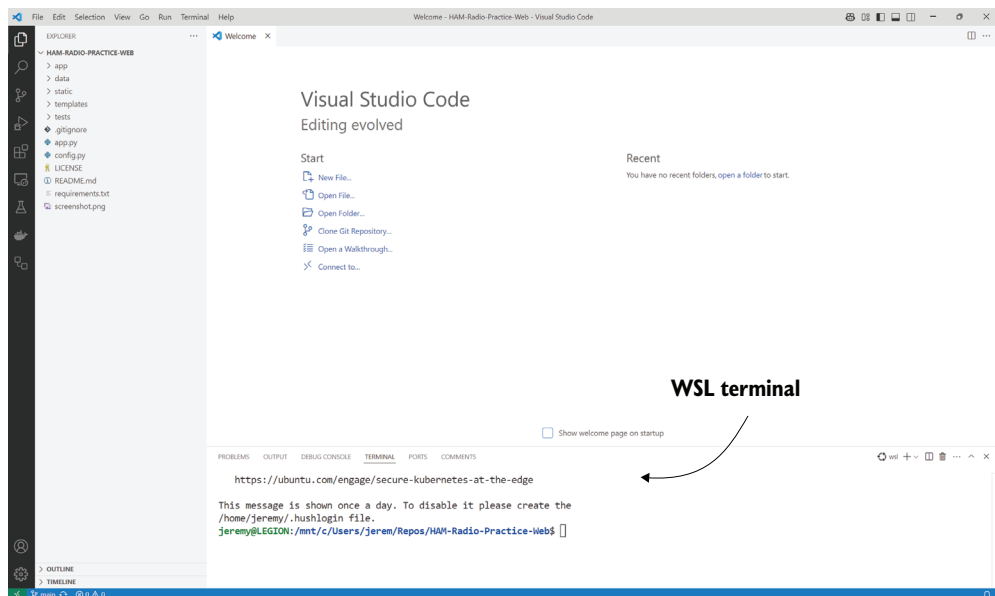 File Edit Selection View Go Run Terminal Help
Welcome - HAM-Radio-Practice-Web - Visual Studio Code
EXPLORER
HAM-RADIO-PRACTICE-WEB
app
data
static
templates
tests
.gitignore
app.py
config.py
LICENSE
README.md
requirements.txt
screenshot.png
OUTLINE
TIMELINE
Welcome
Visual Studio Code
Editing evolved
Start
New File...
Open File...
Open Folder...
Clone Git Repository...
Open a Walkthrough...
Connect to...
Recent
You have no recent folders, open a folder to start.
WSL terminal
Show welcome page on startup
PROBLEMS OUTPUT DEBUG CONSOLE TERMINAL PORTS COMMENTS
wsl
https://ubuntu.com/engage/secure-kubernetes-at-the-edge
This message is shown once a day. To disable it please create the
/home/jeremy/.hushlogin file.
jeremy@LEGION:/mnt/c/Users/jerem/Repos/HAM-Radio-Practice-Web$
main 0 0 0